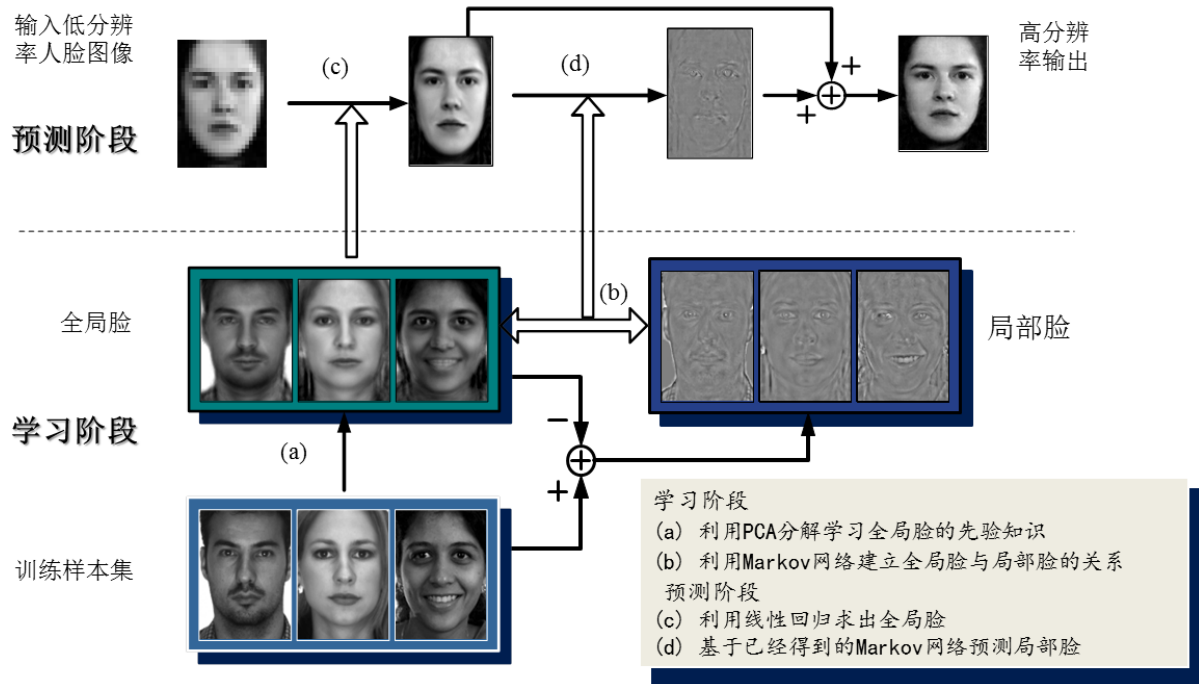 输入低分辨
率人脸图像
(c)
(d)
+
+
高分辨
率输出
预测阶段
全局脸
(b)
局部脸
学习阶段
(a)
−
+
训练样本集
学习阶段
(a) 利用PCA分解学习全局脸的先验知识
(b) 利用Markov网络建立全局脸与局部脸的关系
预测阶段
(c) 利用线性回归求出全局脸
(d) 基于已经得到的Markov网络预测局部脸